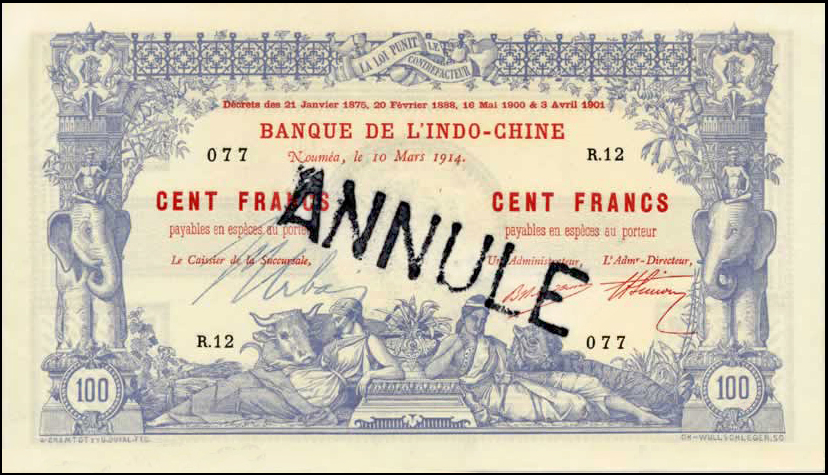 LA LOI PUNIT LE
CONTREFACTEUR
Décrets des 21 Janvier 1875, 20 Février 1888, 16 Mai 1900 & 3 Avril 1901
BANQUE DE L'INDO-CHINE
077
Nouméa, le 10 Mars 1914.
R.12
CENT FRANCS
CENT FRANCS
payables en espèces au porteur
payables en espèces au porteur
Le Caissier de la Succursale,
Un Administrateur,
L'Admr-Directeur,
ANNULE
R.12
077
100
100